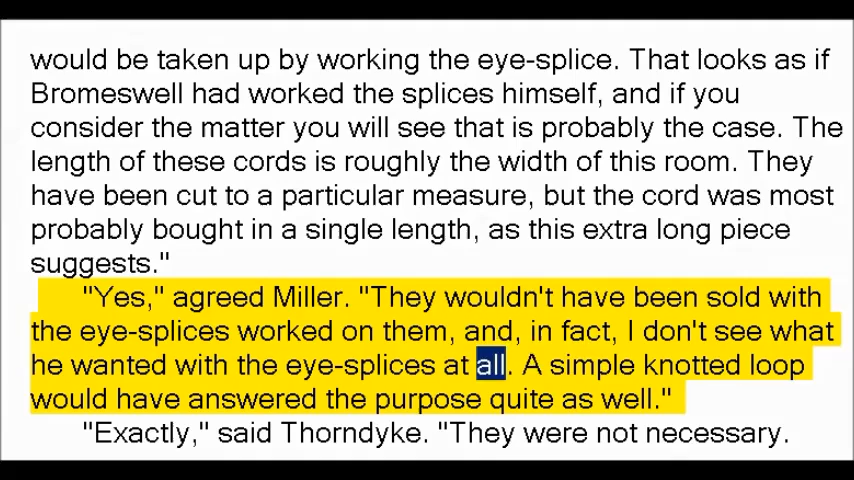 would be taken up by working the eye-splice. That looks as if
Bromeswell had worked the splices himself, and if you
consider the matter you will see that is probably the case. The
length of these cords is roughly the width of this room. They
have been cut to a particular measure, but the cord was most
probably bought in a single length, as this extra long piece
suggests."
"Yes," agreed Miller. "They wouldn't have been sold with
the eye-splices worked on them, and, in fact, I don't see what
he wanted with the eye-splices at all. A simple knotted loop
would have answered the purpose quite as well."
"Exactly," said Thorndyke. "They were not necessary.